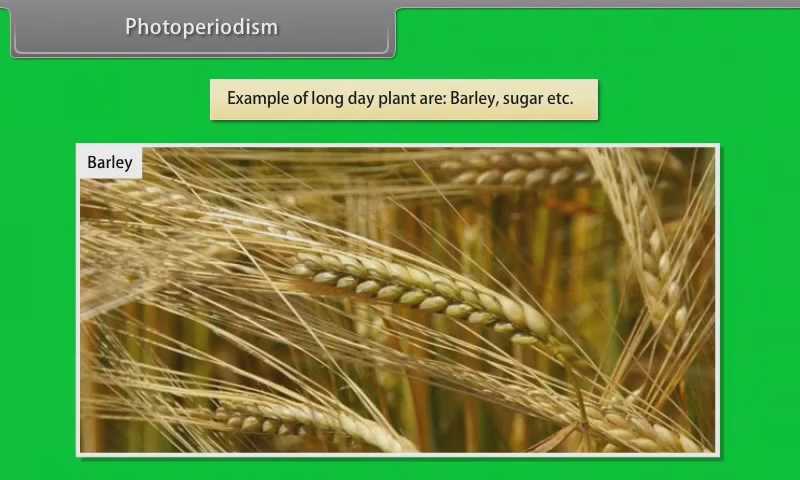 Photoperiodism
Example of long day plant are: Barley, sugar etc.
Barley